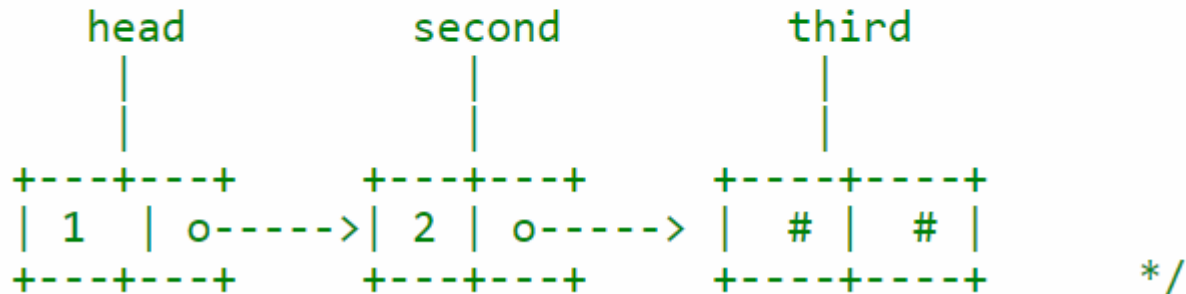 head             second            third
       |                 |                 |
       |                 |                 |
 +---+---+       +---+---+       +----+----+
 | 1  | o----->| 2 | o-----> |  # |  # |
 +---+---+       +---+---+       +----+----+       */